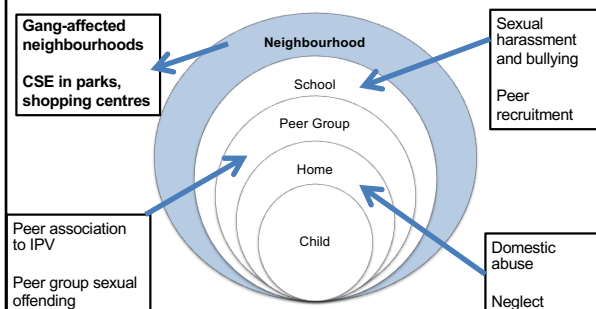 Gang-affected
neighbourhoods
CSE in parks,
shopping centres
Neighbourhood
School
Peer Group
Home
Child
Sexual
harassment
and bullying
Peer
recruitment
Peer association
to IPV
Peer group sexual
offending
Domestic
abuse
Neglect